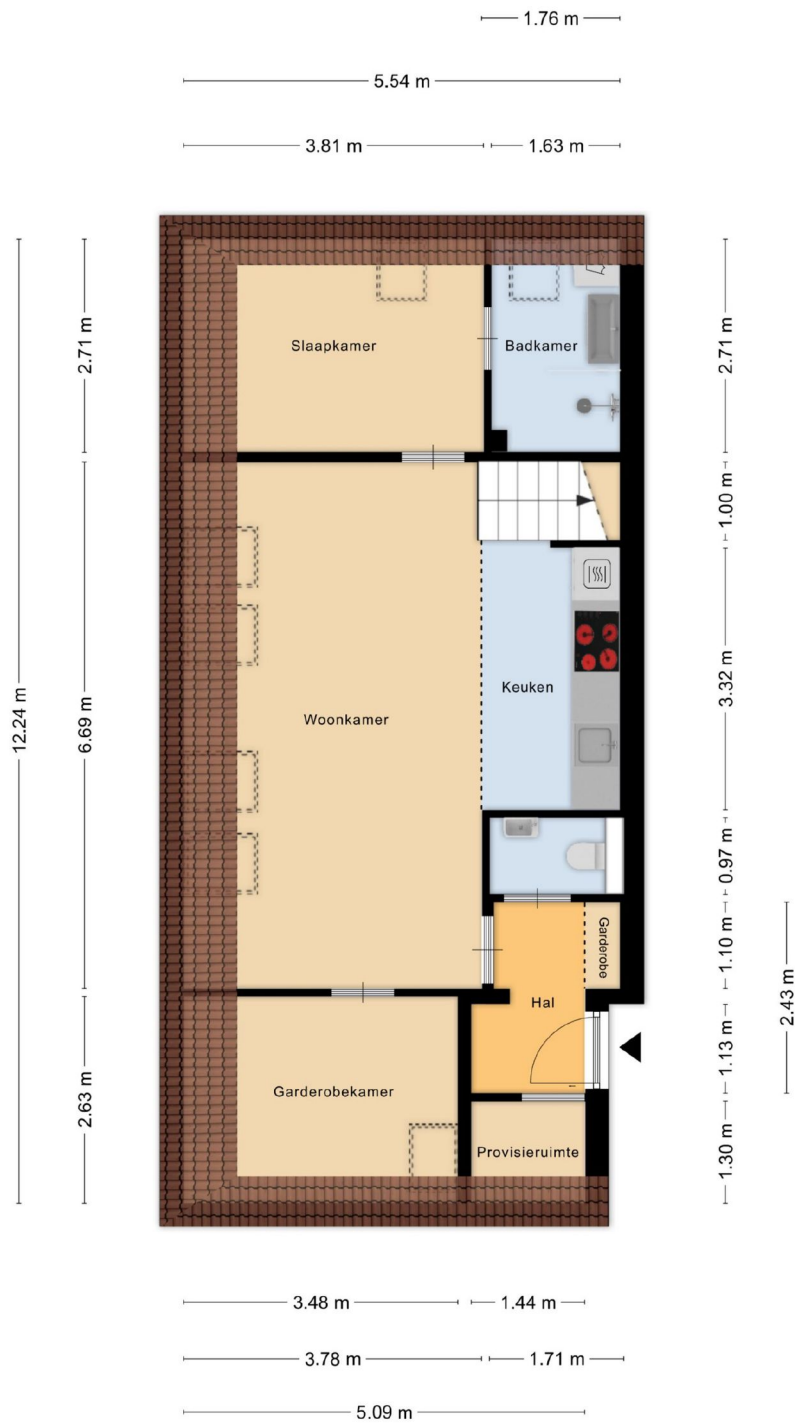 1.76 m
5.54 m
3.81 m
1.63 m
2.71 m
2.71 m
Slaapkamer
Badkamer
1.00 m
12.24 m
6.69 m
3.32 m
Keuken
Woonkamer
0.97 m
1.10 m
Garderobe
2.43 m
Hal
1.13 m
2.63 m
Garderobekamer
1.30 m
Provisieruimte
3.48 m
1.44 m
3.78 m
1.71 m
5.09 m